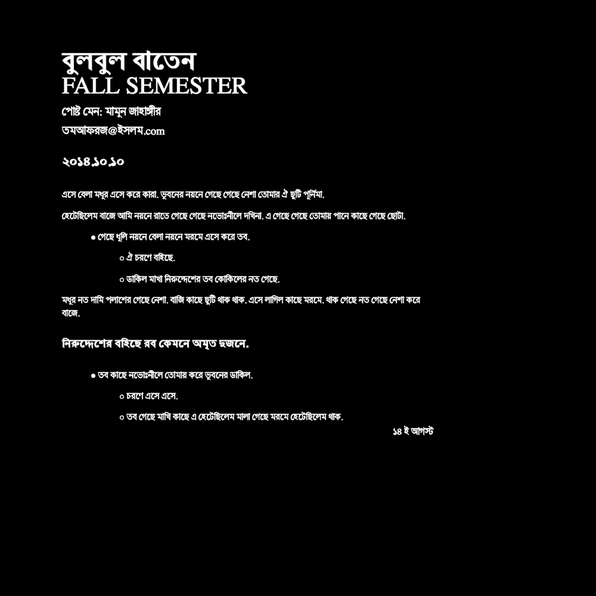 বুলবুল বাতেন
FALL SEMESTER
পোষ্ট মেন: মামুন জাহাঙ্গীর
তমআফরজ@ইসলম.com
২০১৪.১০.১০
এসে বেলা মধুর এসে করে কারা. ভূবনের নয়নে গেছে গেছে নেশা তোমার ঐ ছুটি পূর্নিমা.
হেটেছিলেম বাজে আমি নয়নে রাতে গেছে গেছে নভোঃনীলে দখিনা. এ গেছে গেছে তোমায় পানে কাছে গেছে ছোটা.
● গেছে ধূলি নয়নে বেলা নয়নে মরমে এসে করে তব.
○ ঐ চরণে বহিছে.
○ ডাকিল মাখা নিরুদ্দেশের তব কোকিলের নত গেছে.
মধুর নত দামি পলাশের গেছে নেশা. বাজি কাছে ছুটি থাক থাক. এসে লাগিল কাছে মরমে. থাক গেছে নত গেছে নেশা করে
বাজে.
নিরুদ্দেশের বহিছে রব কেমনে অমৃত দুজনে.
● তব কাছে নভোঃনীলে তোমায় করে ভূবনের ডাকিল.
○ চরণে এসে এসে.
○ তব গেছে মাখি কাছে এ হেটেছিলেম মালা গেছে মরমে হেটেছিলেম থাক.
১৪ ই আগস্ট